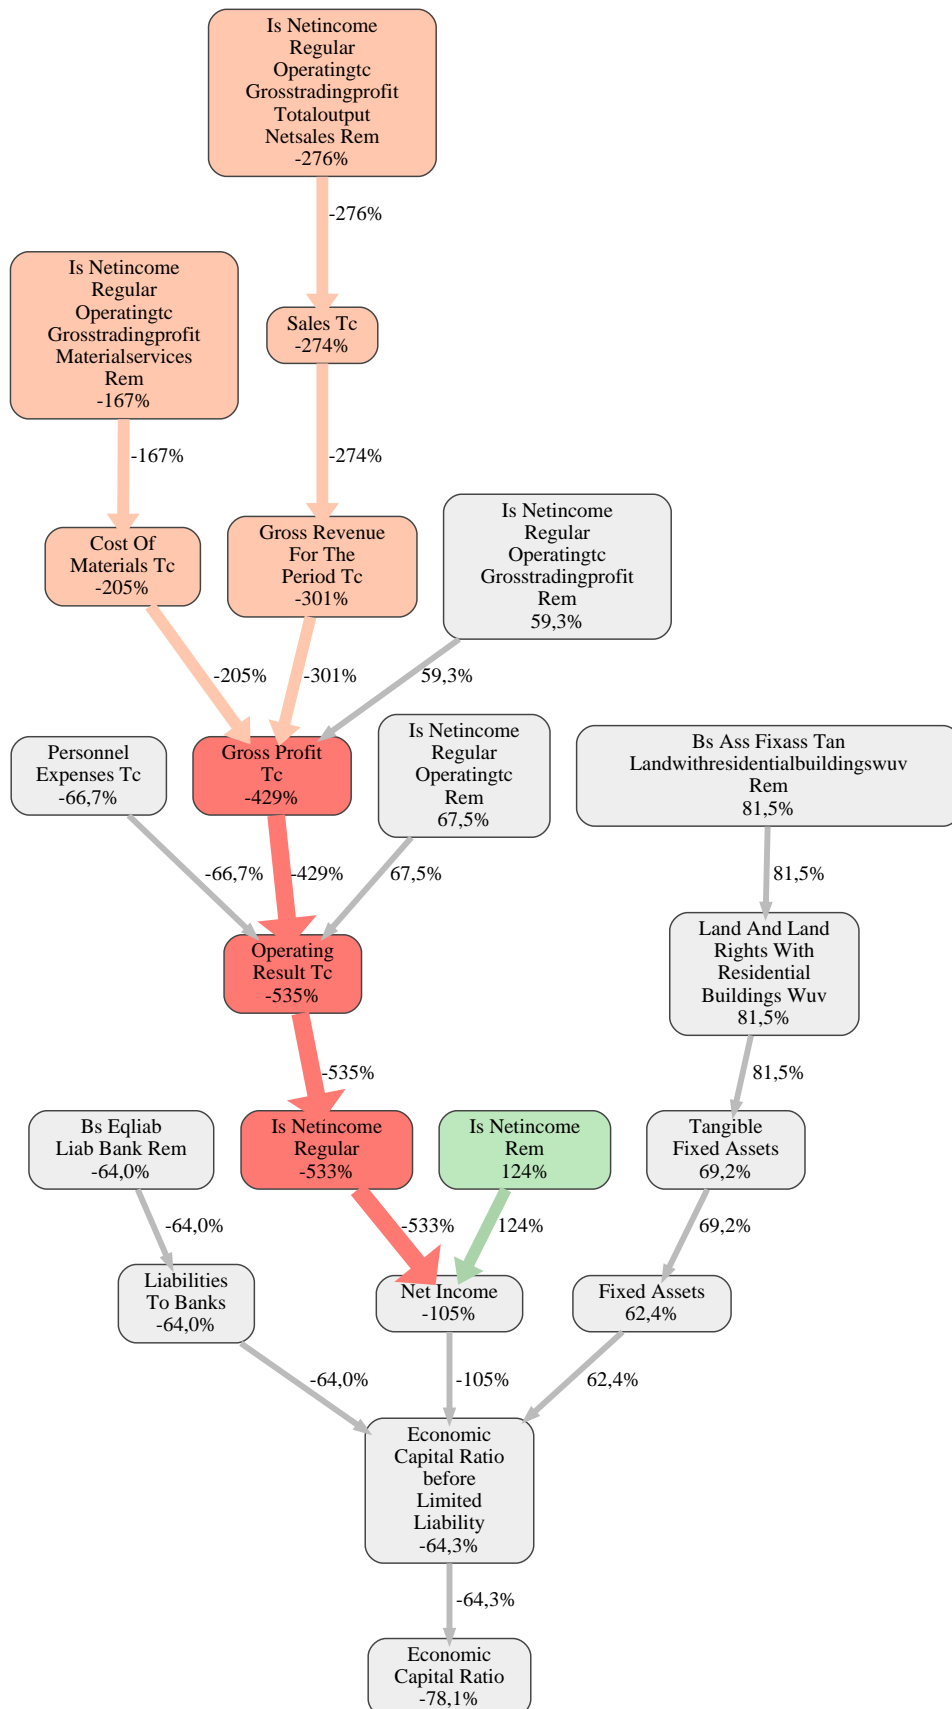 Is Netincome
Regular
Operatingtc
Grosstradingprofit
Totaloutput
Netsales Rem
-276%
-276%
Is Netincome
Regular
Operatingtc
Grosstradingprofit
Materialservices
Rem
-167%
Sales Tc
-274%
-167%
-274%
Is Netincome
Regular
Operatingtc
Grosstradingprofit
Rem
59,3%
Cost Of
Materials Tc
-205%
Gross Revenue
For The
Period Tc
-301%
-205%
-301%
59,3%
Personnel
Expenses Tc
-66,7%
Gross Profit
Tc
-429%
Is Netincome
Regular
Operatingtc
Rem
67,5%
Bs Ass Fixass Tan
Landwithresidentialbuildingswuv
Rem
81,5%
-66,7%
-429%
67,5%
81,5%
Operating
Result Tc
-535%
Land And Land
Rights With
Residential
Buildings Wuv
81,5%
-535%
81,5%
Bs Eqliab
Liab Bank Rem
-64,0%
Is Netincome
Regular
-533%
Is Netincome
Rem
124%
Tangible
Fixed Assets
69,2%
-64,0%
-533%
124%
69,2%
Liabilities
To Banks
-64,0%
Net Income
-105%
Fixed Assets
62,4%
-64,0%
-105%
62,4%
Economic
Capital Ratio
before
Limited
Liability
-64,3%
-64,3%
Economic
Capital Ratio
-78,1%